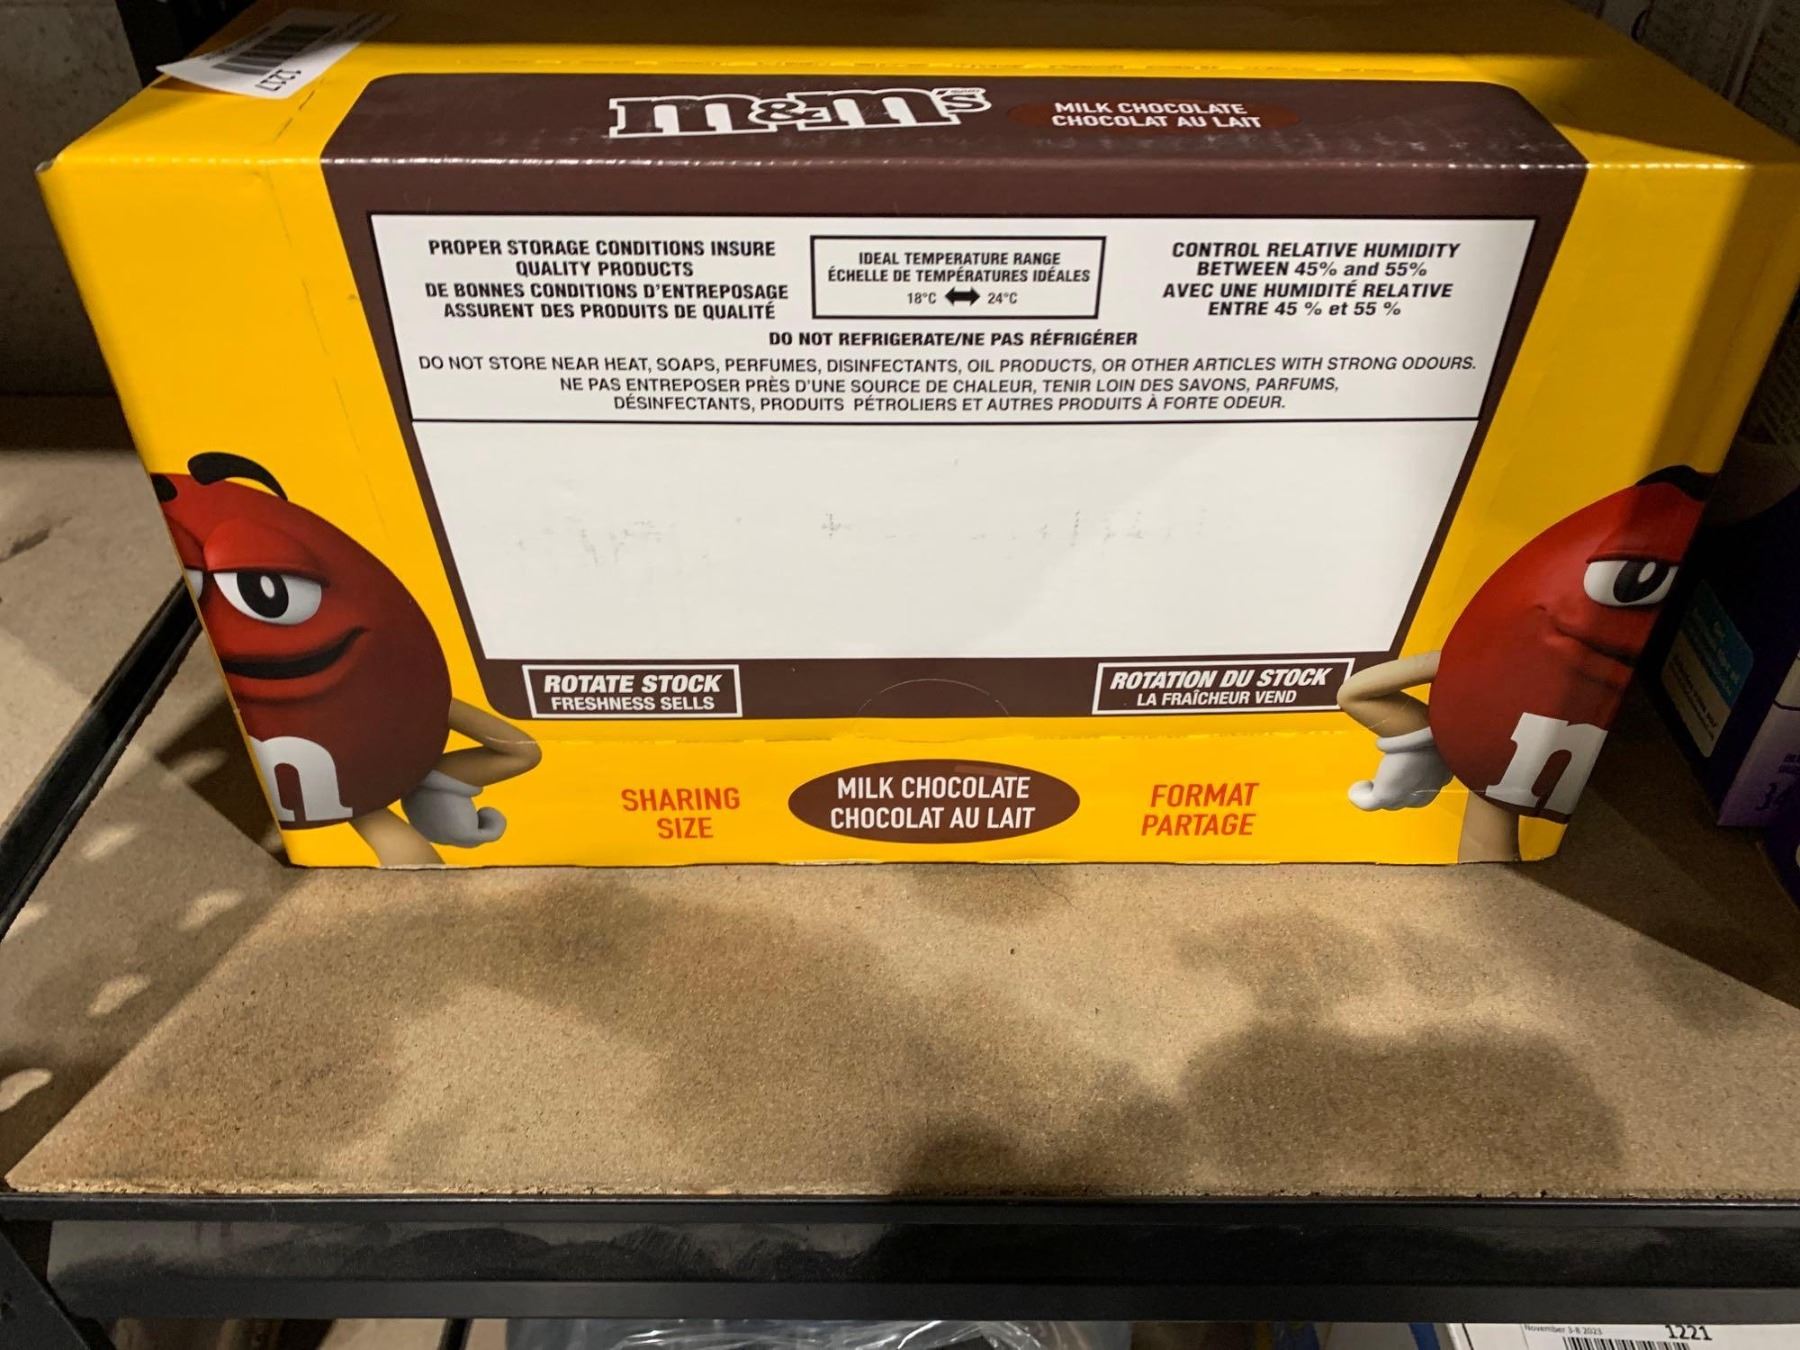 1217
m&m's
MILK CHOCOLATE
CHOCOLAT AU LAIT
PROPER STORAGE CONDITIONS INSURE
QUALITY PRODUCTS
DE BONNES CONDITIONS D'ENTREPOSAGE
ASSURENT DES PRODUITS DE QUALITÉ
IDEAL TEMPERATURE RANGE
ÉCHELLE DE TEMPÉRATURES IDÉALES
18°C 24°C
CONTROL RELATIVE HUMIDITY
BETWEEN 45% and 55%
AVEC UNE HUMIDITÉ RELATIVE
ENTRE 45 % et 55 %
DO NOT REFRIGERATE/NE PAS RÉFRIGÉRER
DO NOT STORE NEAR HEAT, SOAPS, PERFUMES, DISINFECTANTS, OIL PRODUCTS, OR OTHER ARTICLES WITH STRONG ODOURS.
NE PAS ENTREPOSER PRÈS D'UNE SOURCE DE CHALEUR, TENIR LOIN DES SAVONS, PARFUMS,
DÉSINFECTANTS, PRODUITS PÉTROLIERS ET AUTRES PRODUITS À FORTE ODEUR.
ROTATE STOCK
FRESHNESS SELLS
ROTATION DU STOCK
LA FRAÎCHEUR VEND
m
m
SHARING
SIZE
MILK CHOCOLATE
CHOCOLAT AU LAIT
FORMAT
PARTAGE
November 3-8 2023
1221